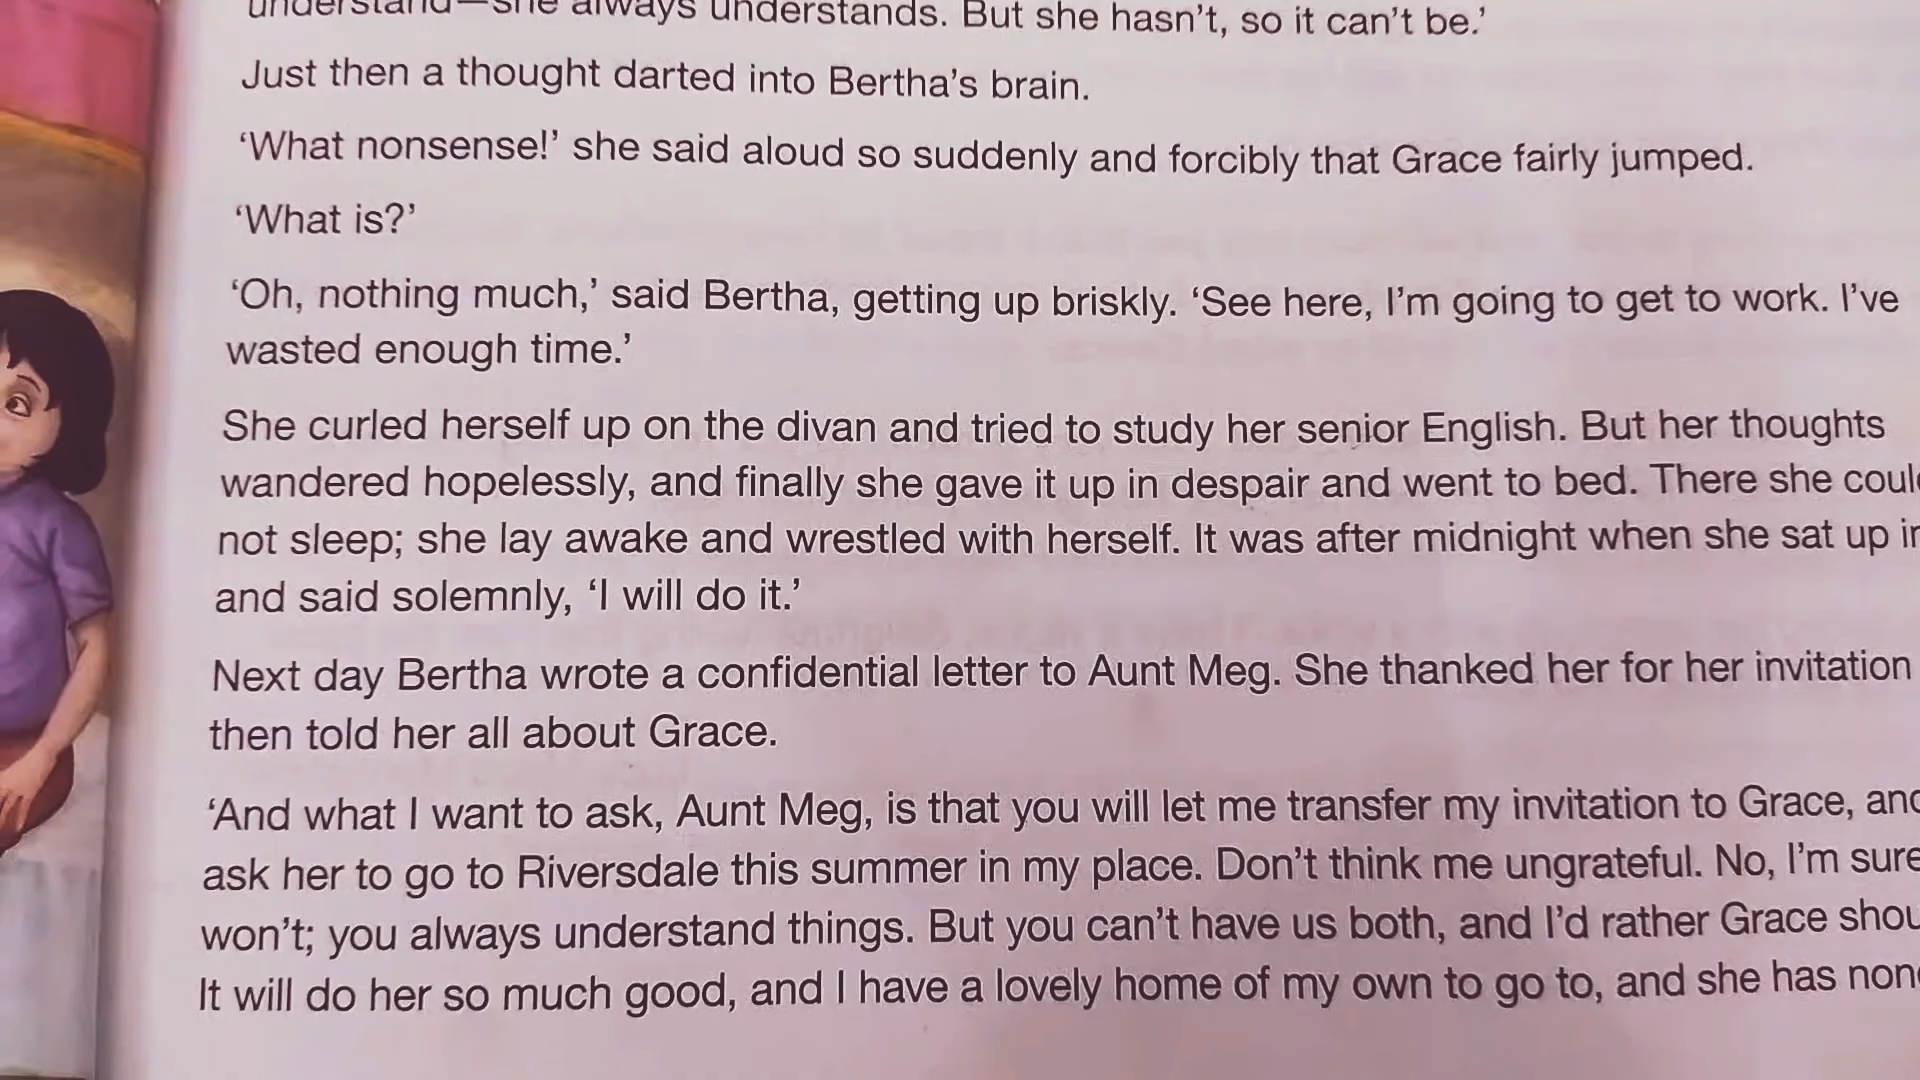 understand—she always understands. But she hasn't, so it can't be.'
Just then a thought darted into Bertha's brain.
'What nonsense!' she said aloud so suddenly and forcibly that Grace fairly jumped.
'What is?'
'Oh, nothing much,' said Bertha, getting up briskly. 'See here, I'm going to get to work. I've
wasted enough time.'
She curled herself up on the divan and tried to study her senior English. But her thoughts
wandered hopelessly, and finally she gave it up in despair and went to bed. There she
not sleep; she lay awake and wrestled with herself. It was after midnight when she sat up
and said solemnly, 'I will do it.'
Next day Bertha wrote a confidential letter to Aunt Meg. She thanked her for her invitation
then told her all about Grace.
'And what I want to ask, Aunt Meg, is that you will let me transfer my invitation to Grace,
ask her to go to Riversdale this summer in my place. Don't think me ungrateful. No, I'm sure
won't; you always understand things. But you can't have us both, and I'd rather Grace
It will do her so much good, and I have a lovely home of my own to go to, and she has